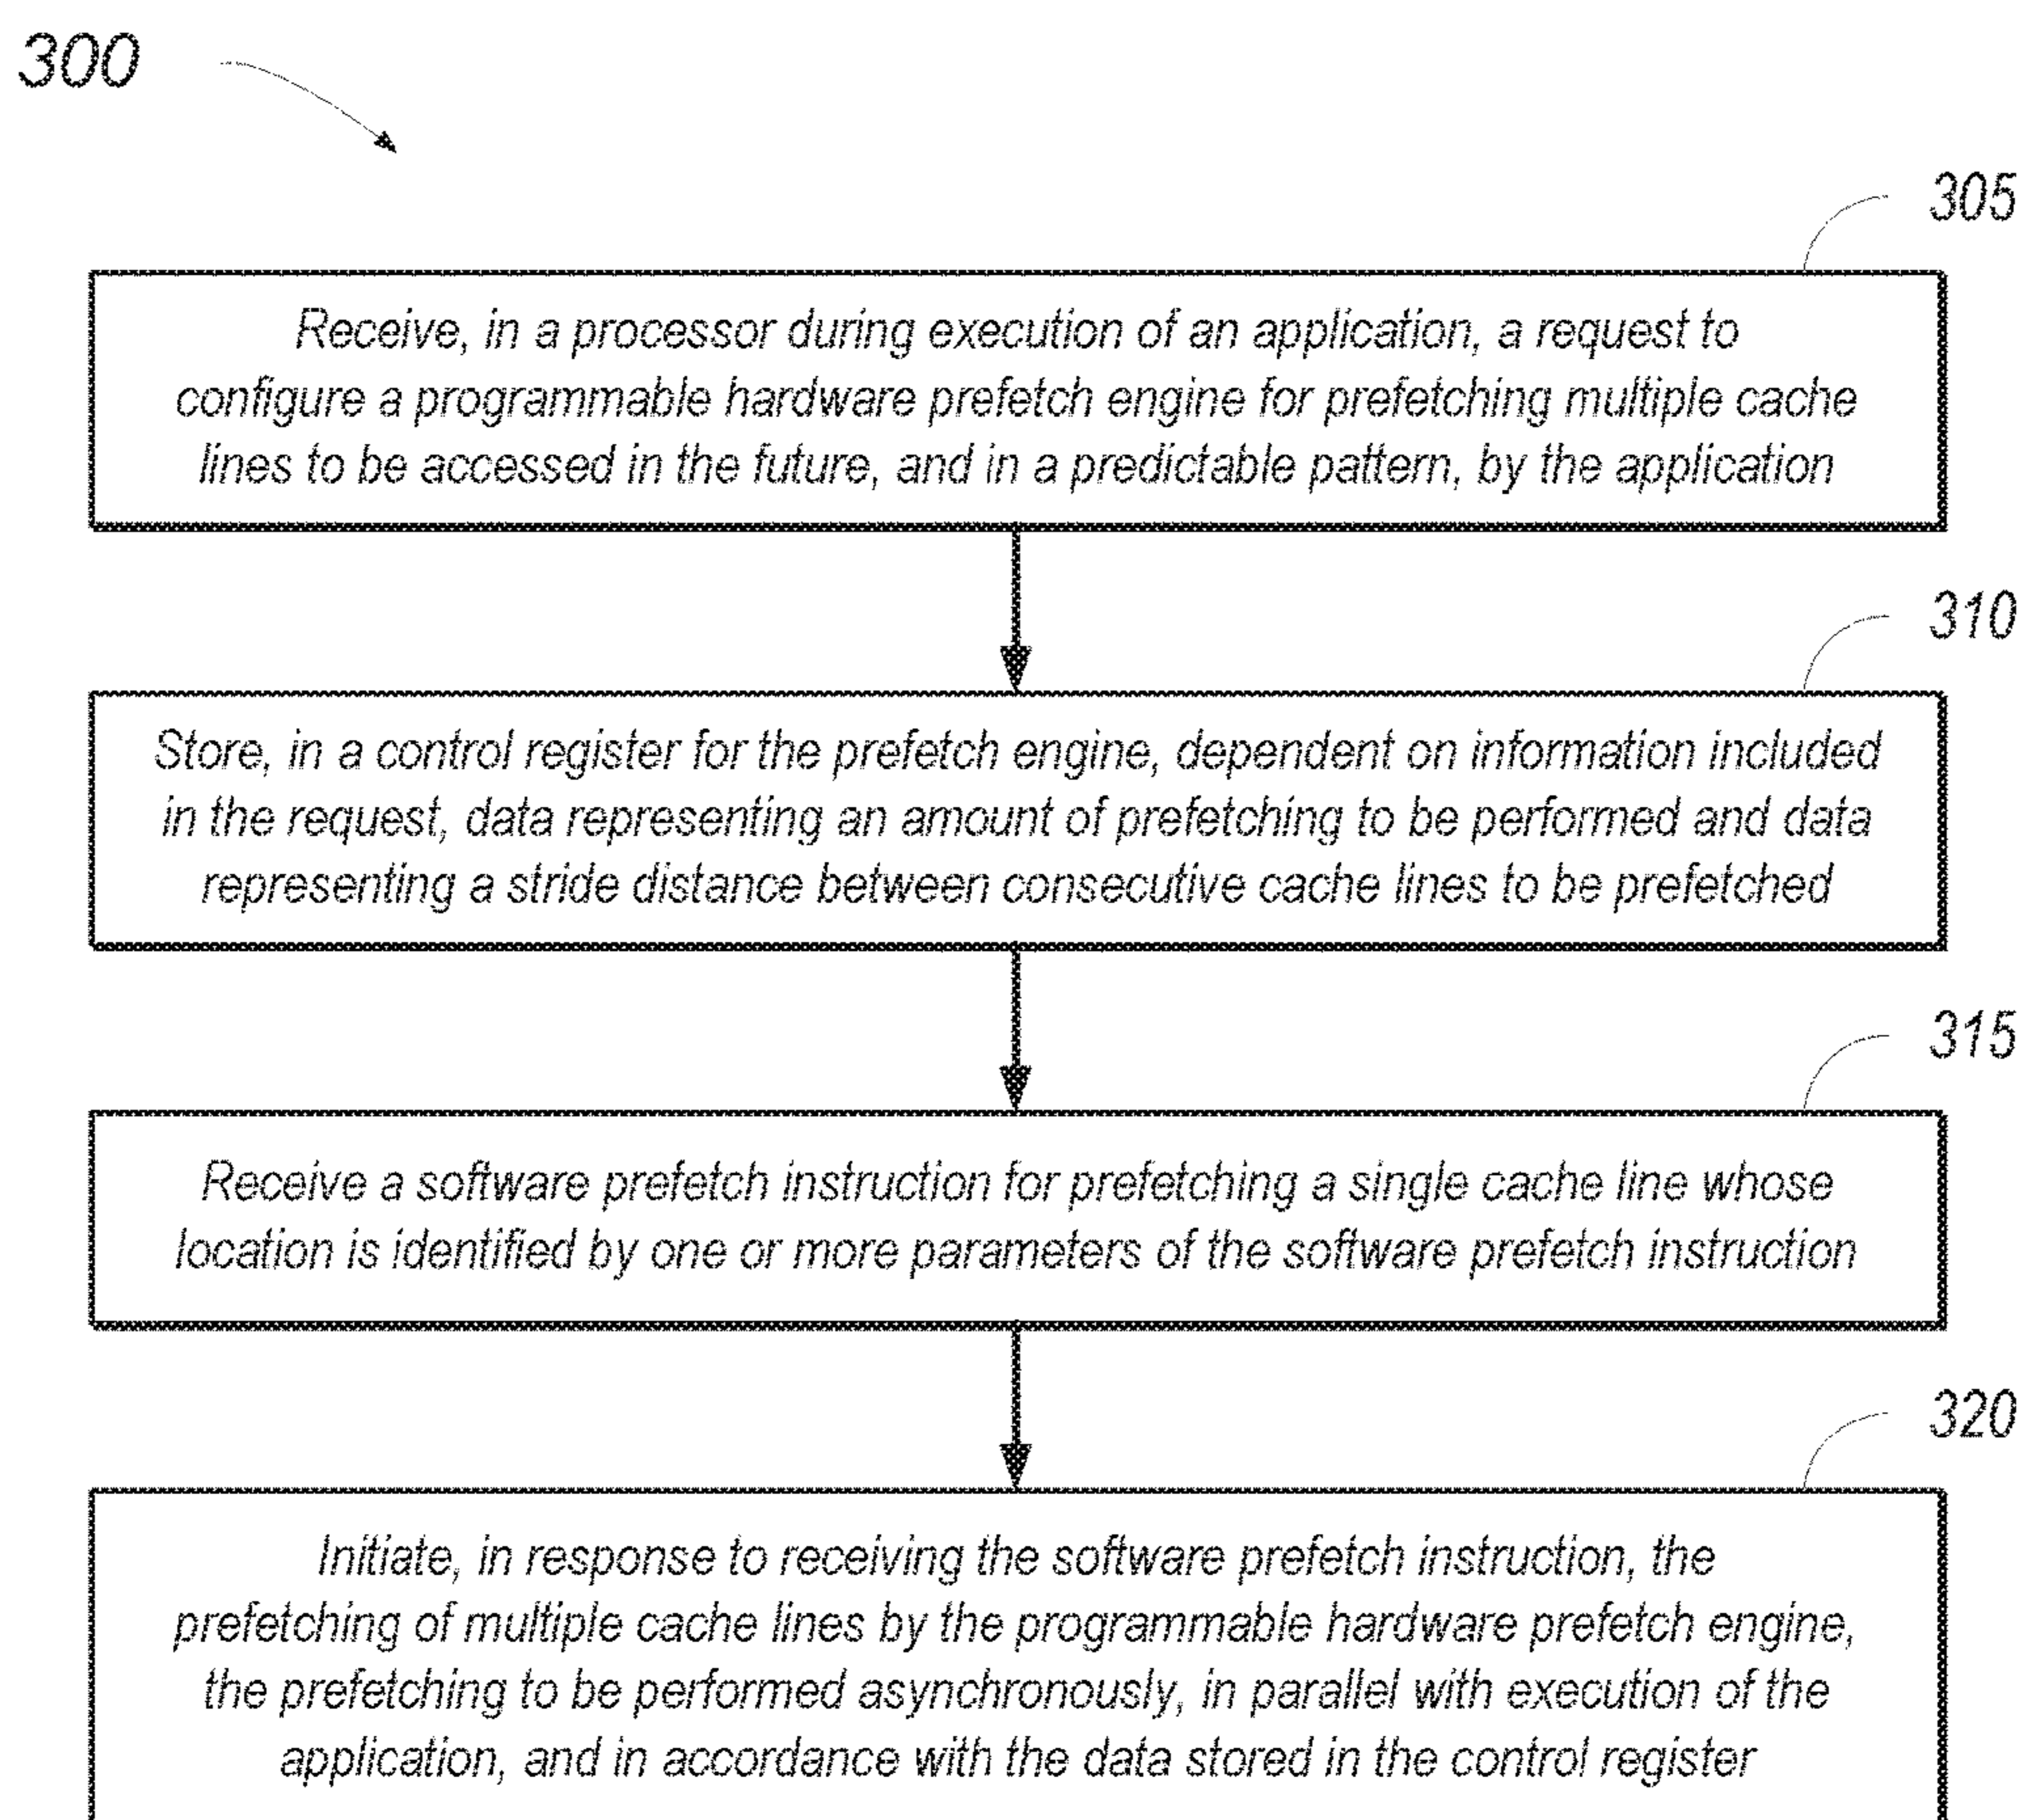 300
305
Receive, in a processor during execution of an application, a request to
configure a programmable hardware prefetch engine for prefetching multiple cache
lines to be accessed in the future, and in a predictable pattern, by the application
310
Store, in a control register for the prefetch engine, dependent on information included
in the request, data representing an amount of prefetching to be performed and data
representing a stride distance between consecutive cache lines to be prefetched
315
Receive a software prefetch instruction for prefetching a single cache line whose
location is identified by one or more parameters of the software prefetch instruction
320
Initiate, in response to receiving the software prefetch instruction, the
prefetching of multiple cache lines by the programmable hardware prefetch engine,
the prefetching to be performed asynchronously, in parallel with execution of the
application, and in accordance with the data stored in the control register